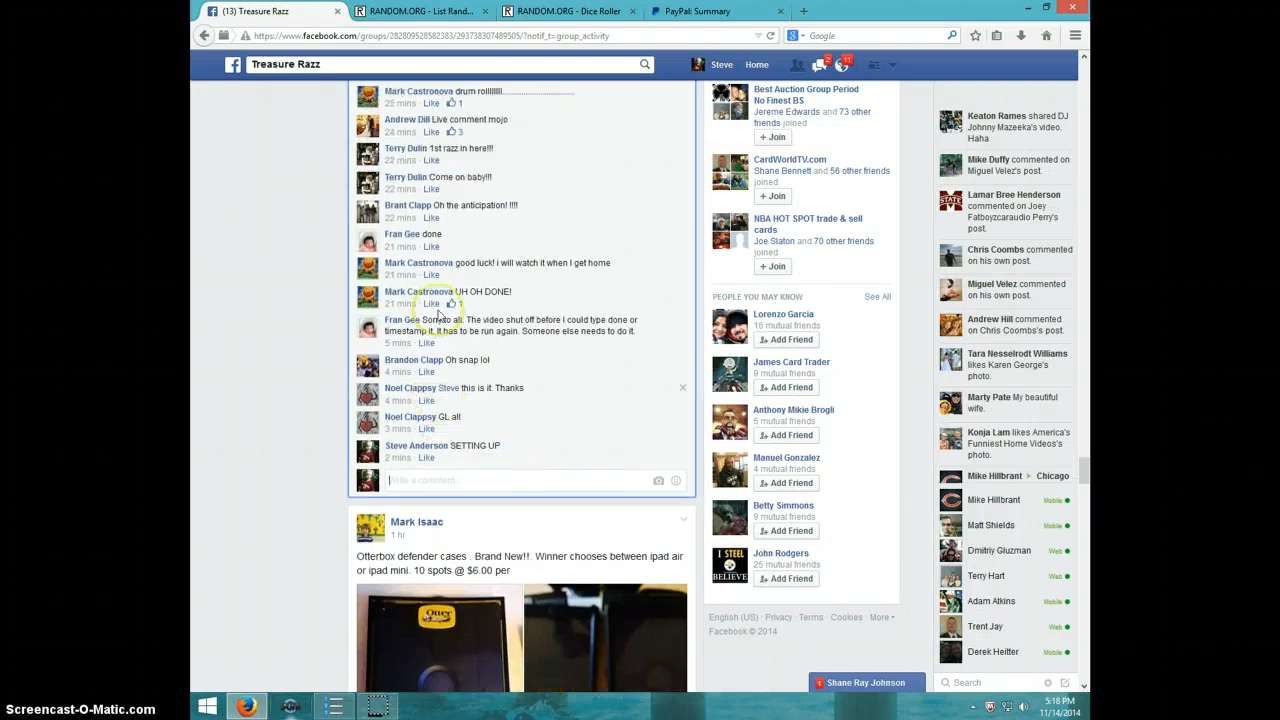 (13) Treasure Razz
RANDOM.ORG - List Rand...
RANDOM.ORG - Dice Roller
PayPal: Summary
https://www.facebook.com/groups/282809528582383/293738307489505/?notif_t=group_activity
Google
Treasure Razz
Steve
Home
2
11
Mark Castronova drum rollllllll..................................
25 mins · Like · 1
Andrew Dill Live comment mojo
24 mins · Like · 3
Terry Dulin 1st razz in here!!!
22 mins · Like
Terry Dulin Come on baby!!!
22 mins · Like
Brant Clapp Oh the anticipation! !!!!
22 mins · Like
Fran Gee done
21 mins · Like
Mark Castronova good luck! i will watch it when I get home
21 mins · Like
Mark Castronova UH OH DONE!
21 mins · Like · 1
Fran Gee Sorry to all. The video shut off before i could type done or
timestamp it. It has to be run again. Someone else needs to do it.
5 mins · Like
Brandon Clapp Oh snap lol
4 mins · Like
Noel Clappsy Steve this is it. Thanks
4 mins · Like
Noel Clappsy GL all
3 mins · Like
Steve Anderson SETTING UP
2 mins · Like
Write a comment...
Mark Isaac
1 hr
Otterbox defender cases . Brand New!!. Winner chooses between ipad air
or ipad mini. 10 spots @ $6.00 per
Otter
Best Auction Group Period
No Finest BS
Jereme Edwards and 73 other
friends joined
+ Join
CardWorldTV.com
Shane Bennett and 56 other friends
joined
+ Join
NBA HOT SPOT trade & sell
cards
Joe Slaton and 70 other friends
joined
+ Join
PEOPLE YOU MAY KNOW
See All
Lorenzo Garcia
16 mutual friends
Add Friend
James Card Trader
9 mutual friends
Add Friend
Anthony Mikie Brogli
5 mutual friends
Add Friend
Manuel Gonzalez
4 mutual friends
Add Friend
Betty Simmons
9 mutual friends
Add Friend
I STEEL
BELIEVE
John Rodgers
25 mutual friends
Add Friend
English (US) · Privacy · Terms · Cookies · More
Facebook © 2014
Keaton Rames shared DJ
Johnny Mazeeka's video.
Haha
Mike Duffy commented on
Miguel Velez's post.
Lamar Bree Henderson
commented on Joey
Fatboyzcaraudio Perry's
post.
Chris Coombs commented
on his own post.
Miguel Velez commented
on his own post.
Andrew Hill commented
on Chris Coombs's post.
Tara Nesselrodt Williams
likes Karen George's
photo.
Marty Pate My beautiful
wife.
Konja Lam likes America's
Funniest Home Videos's
photo.
Mike Hillbrant Chicago
Mike Hillbrant Mobile
Matt Shields Mobile
Dmitriy Gluzman Web
Terry Hart Web
Adam Atkins Mobile
Trent Jay Web
Derek Heitter Mobile
1 Shane Ray Johnson
Search
5:18 PM
11/14/2014
Screencast-O-Matic.com